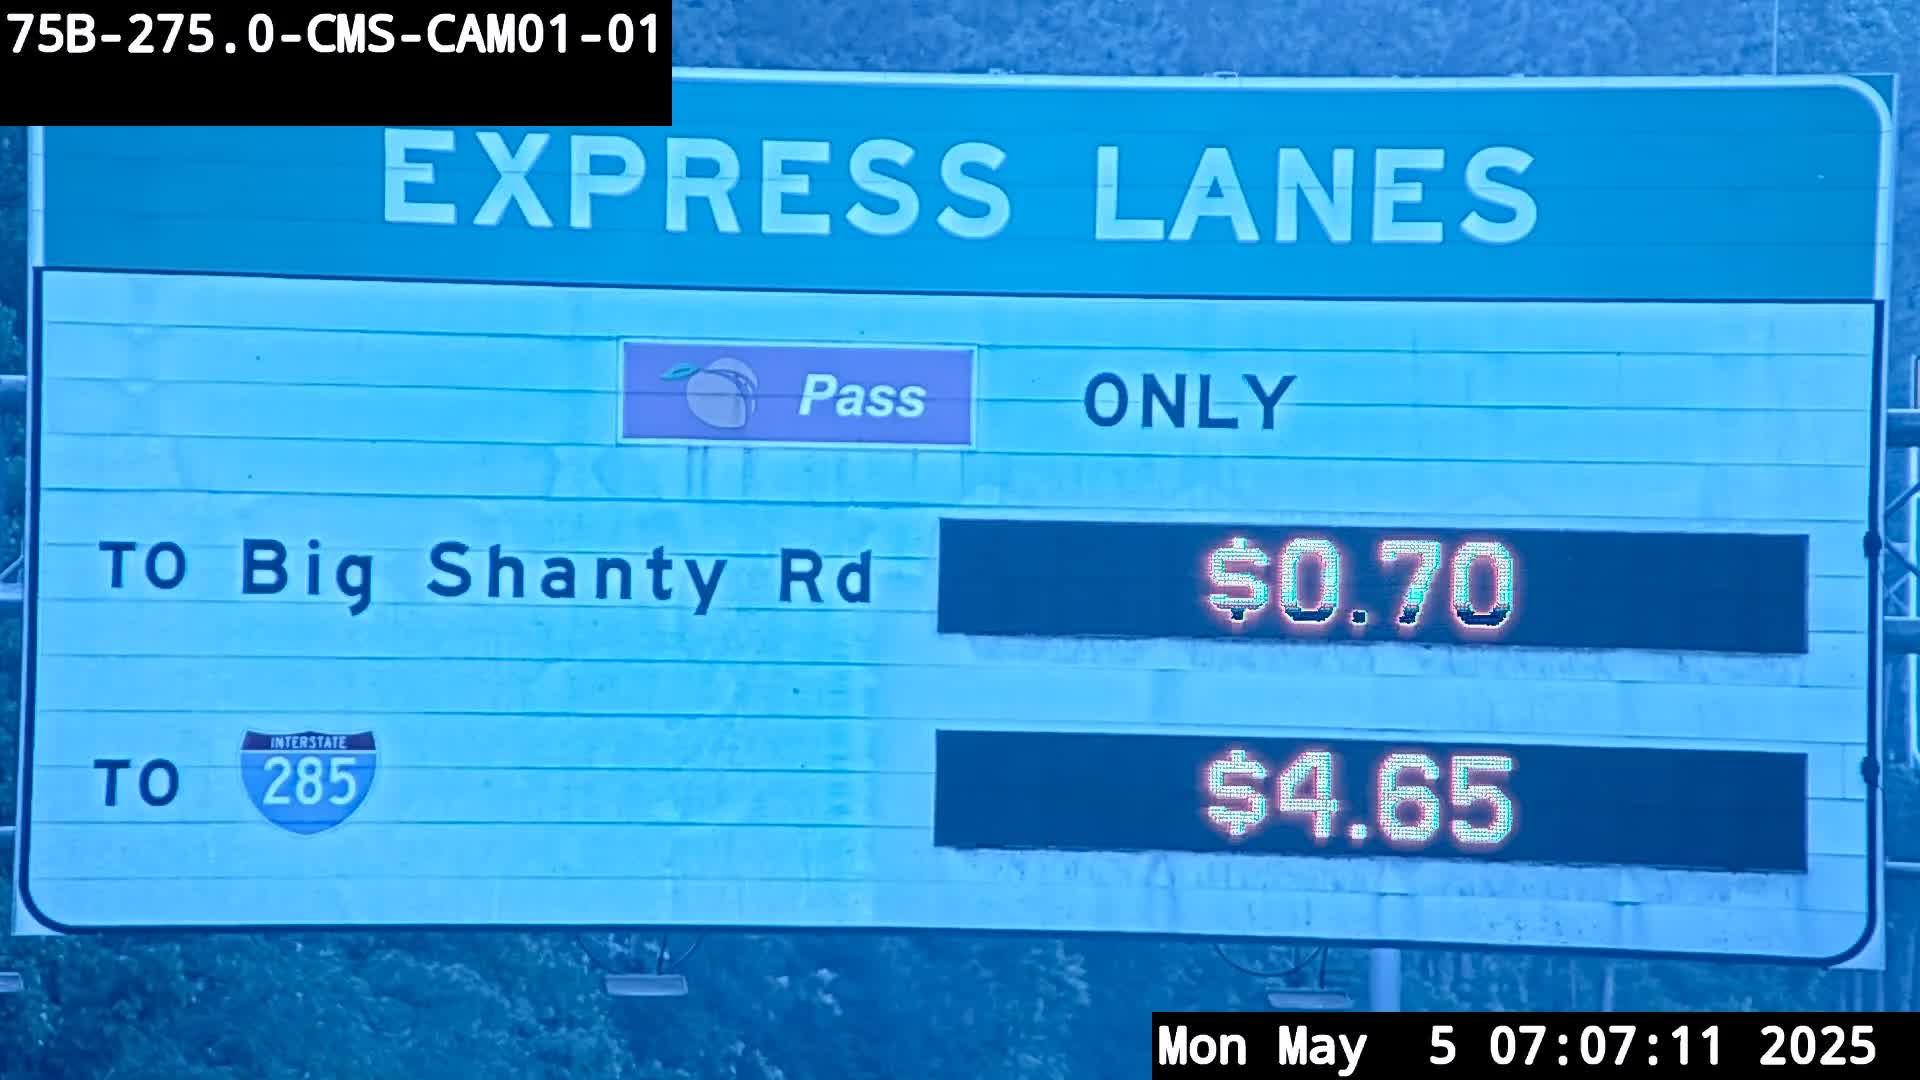 75B-275.0-CMS-CAM01-01
EXPRESS LANES
Pass ONLY
TO Big Shanty Rd $0.70
INTERSTATE
TO 285 $4.65
Mon May 5 07:07:11 2025